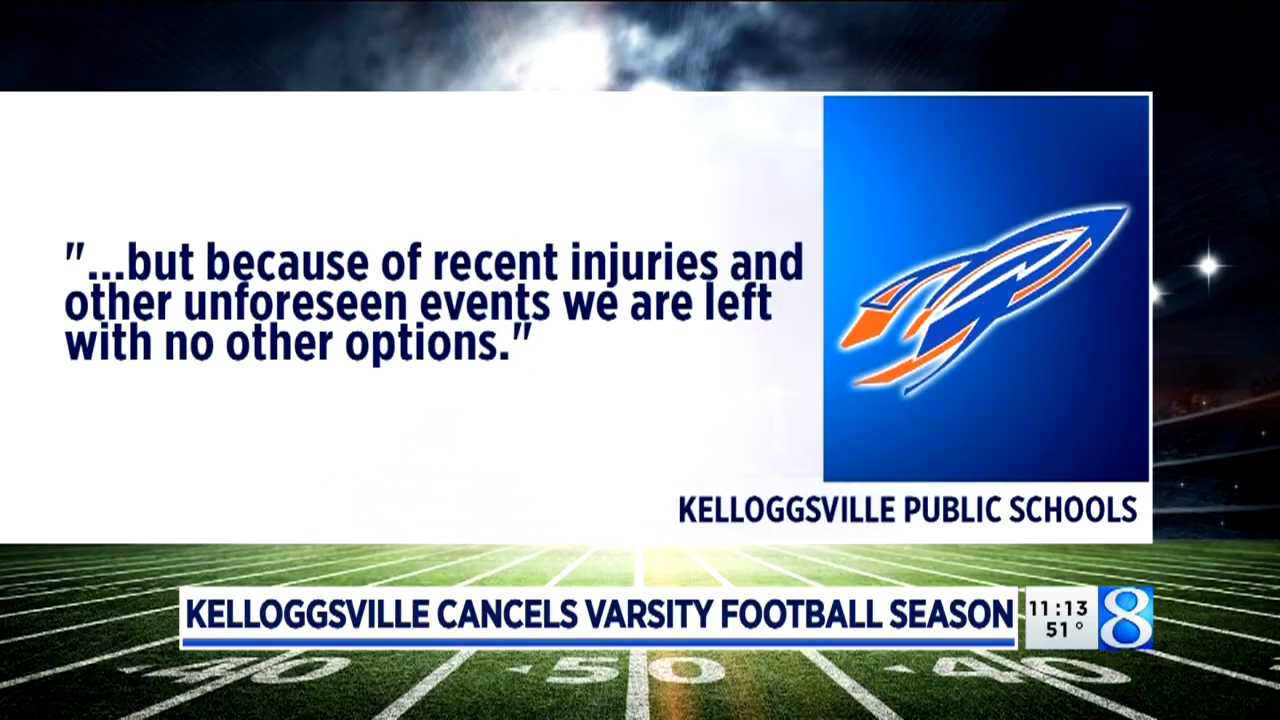 "...but because of recent injuries and
other unforeseen events we are left
with no other options."
KELLOGGSVILLE PUBLIC SCHOOLS
KELLOGGSVILLE CANCELS VARSITY FOOTBALL SEASON
11:13
51°
8
40 50 40